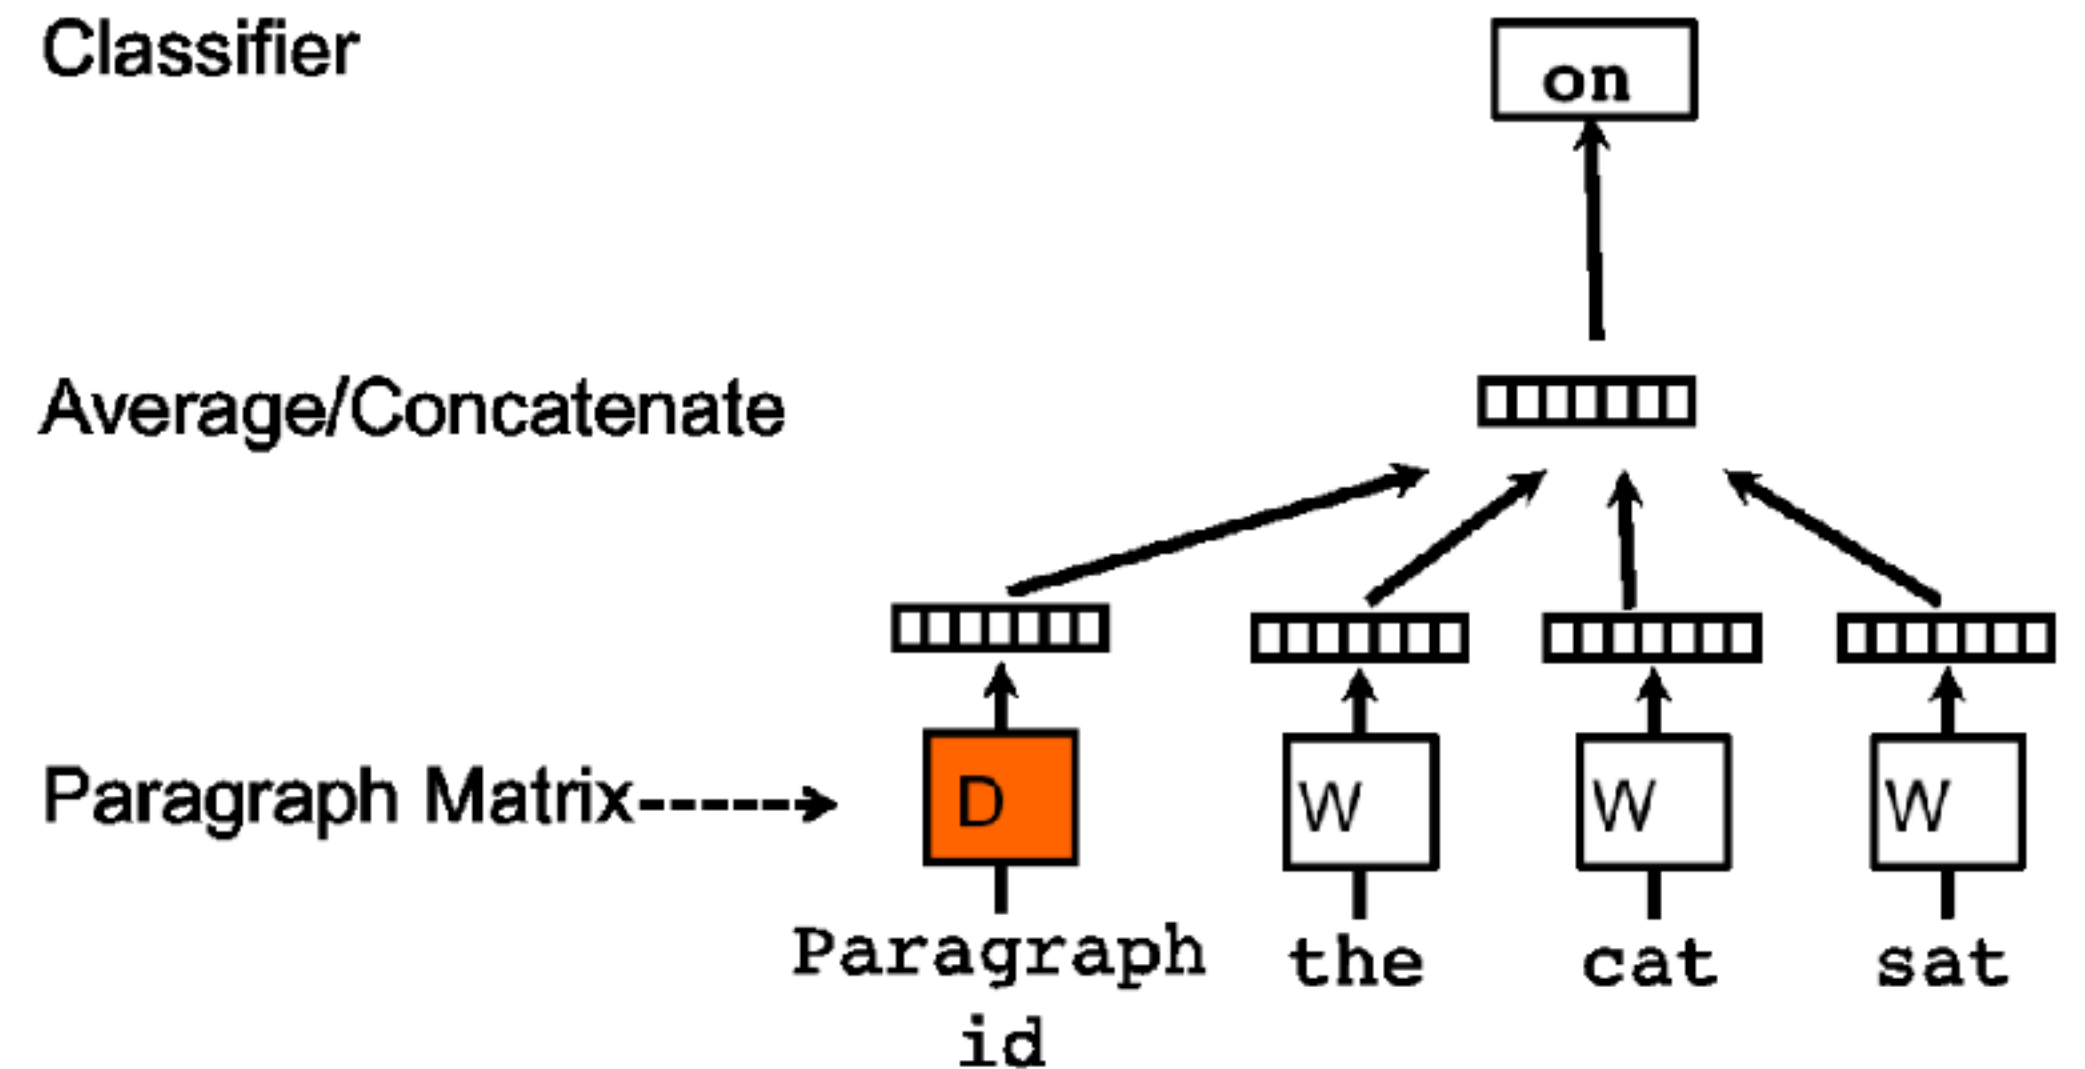 Classifier
on
Average/Concatenate
Paragraph Matrix
D
W
W
W
Paragraph
id
the
cat
sat